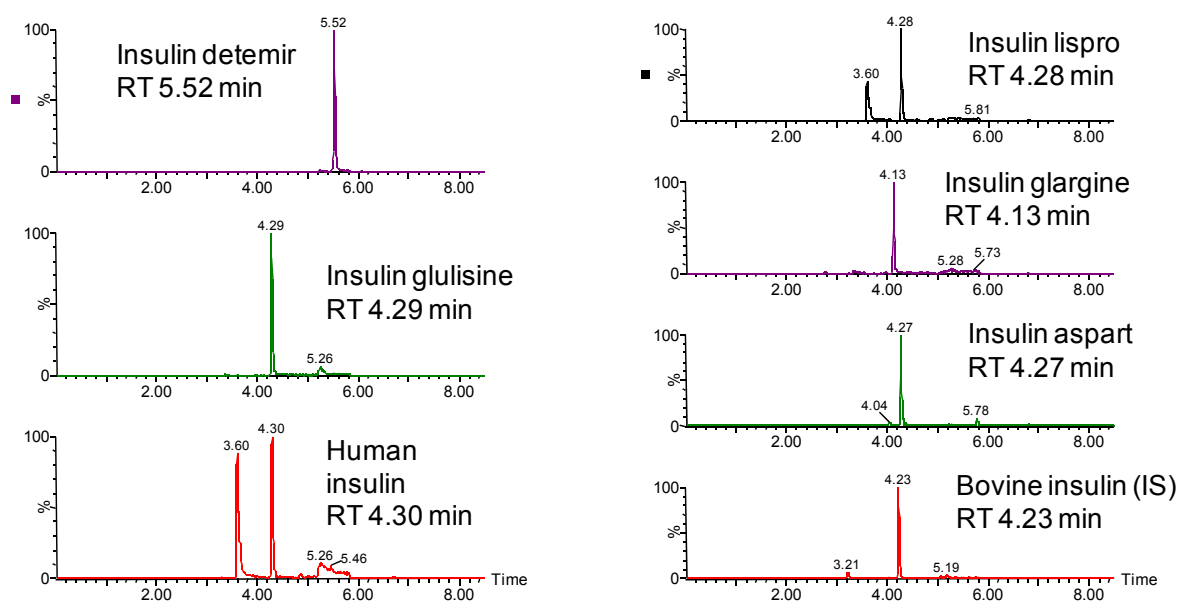 5.52
100
Insulin detemir
RT 5.52 min
%
0
2.00 4.00 6.00 8.00
4.29
100
Insulin glulisine
RT 4.29 min
%
5.26
0
2.00 4.00 6.00 8.00
4.30
100
3.60
Human
insulin
RT 4.30 min
%
5.26
5.46
0
Time
2.00 4.00 6.00 8.00
4.28
100
Insulin lispro
RT 4.28 min
3.60
%
5.81
0
2.00 4.00 6.00 8.00
4.13
100
Insulin glargine
RT 4.13 min
%
5.28
5.73
0
2.00 4.00 6.00 8.00
4.27
100
Insulin aspart
RT 4.27 min
%
4.04
5.78
0
2.00 4.00 6.00 8.00
4.23
100
Bovine insulin (IS)
RT 4.23 min
%
3.21
5.19
0
Time
2.00 4.00 6.00 8.00